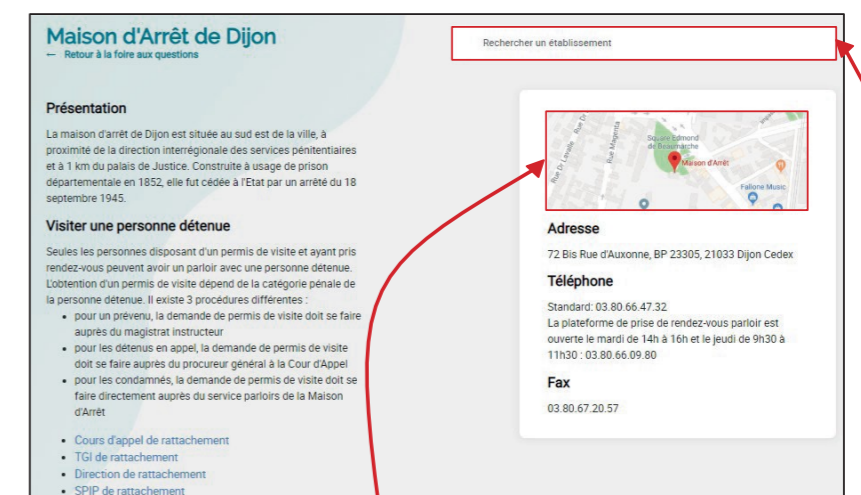 Maison d'Arrêt de Dijon
← Retour à la foire aux questions
Rechercher un établissement
Présentation
La maison d'arrêt de Dijon est située au sud est de la ville, à
proximité de la direction interrégionale des services pénitentiaires
et à 1 km du palais de Justice. Construite à usage de prison
départementale en 1852, elle fut cédée à l'Etat par un arrêté du 18
septembre 1945.
Visiter une personne détenue
Seules les personnes disposant d'un permis de visite et ayant pris
rendez-vous peuvent avoir un parloir avec une personne détenue.
L'obtention d'un permis de visite dépend de la catégorie pénale de
la personne détenue. Il existe 3 procédures différentes :
• pour un prévenu, la demande de permis de visite doit se faire
auprès du magistrat instructeur
• pour les détenus en appel, la demande de permis de visite
doit se faire auprès du procureur général à la Cour d'Appel
• pour les condamnés, la demande de permis de visite doit se
faire directement auprès du service parloirs de la Maison
d'Arrêt
• Cours d'appel de rattachement
• TGI de rattachement
• Direction de rattachement
• SPIP de rattachement
Rue Dr
Rue Dr Lavalle
Rue Magenta
Square Edmond
de Beaumarche
Maison d'Arrêt
Fallone Music
Adresse
72 Bis Rue d'Auxonne, BP 23305, 21033 Dijon Cedex
Téléphone
Standard: 03.80.66.47.32
La plateforme de prise de rendez-vous parloir est
ouverte le mardi de 14h à 16h et le jeudi de 9h30 à
11h30 : 03.80.66.09.80
Fax
03.80.67.20.57